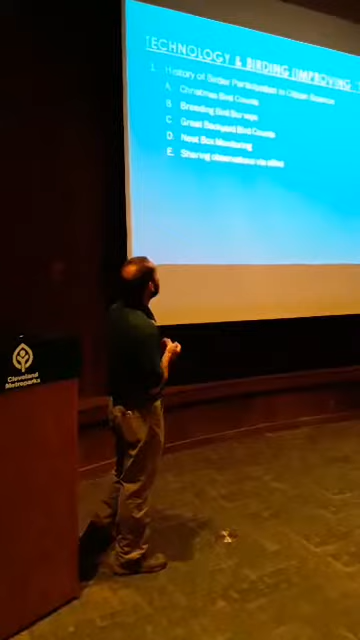 TECHNOLOGY & BIRDING (IMPROVING
1. History of Birder Participation in Citizen Science
A. Christmas Bird Counts
B. Breeding Bird Surveys
C. Great Backyard Bird Counts
D. Nest Box Monitoring
E. Sharing observations via
Cleveland
Metroparks